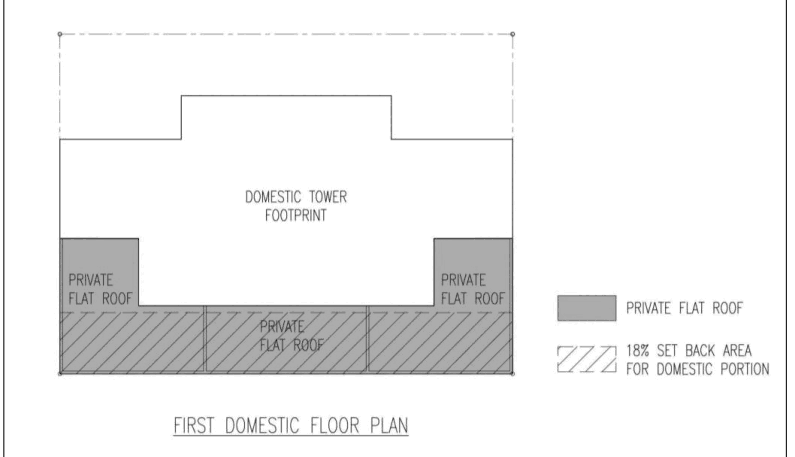 DOMESTIC TOWER
FOOTPRINT
PRIVATE
FLAT ROOF
PRIVATE
FLAT ROOF
PRIVATE
FLAT ROOF
PRIVATE FLAT ROOF
18% SET BACK AREA
FOR DOMESTIC PORTION
FIRST DOMESTIC FLOOR PLAN